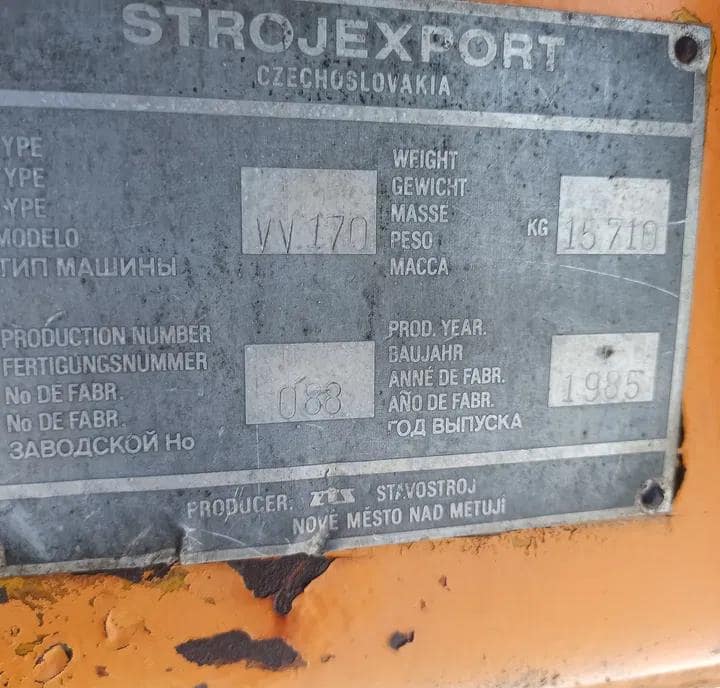 STROJEXPORT
CZECHOSLOVAKIA
YPE
YPE
YPE
MODELO
ТИП МАШИНЫ
VV 170
WEIGHT
GEWICHT
MASSE
PESO
МАССА
KG 15 710
PRODUCTION NUMBER
FERTIGUNGSNUMMER
No DE FABR.
No DE FABR.
ЗАВОДСКОЙ Но
088
PROD. YEAR.
BAUJAHR
ANNÉ DE FABR.
AÑO DE FABR.
ГОД ВЫПУСКА
1985
PRODUCER: STAVOSTROJ
NOVÉ MĚSTO NAD METUJÍ